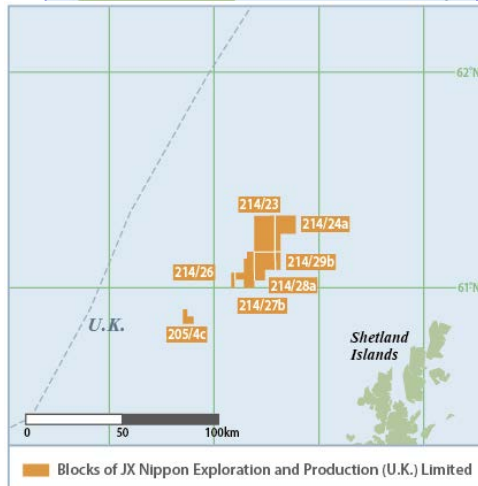 62°N
214/23
214/24a
214/29b
214/26
61°N
214/28a
214/27b
U.K.
205/4c
Shetland
Islands
0 50 100km
Blocks of JX Nippon Exploration and Production (U.K.) Limited